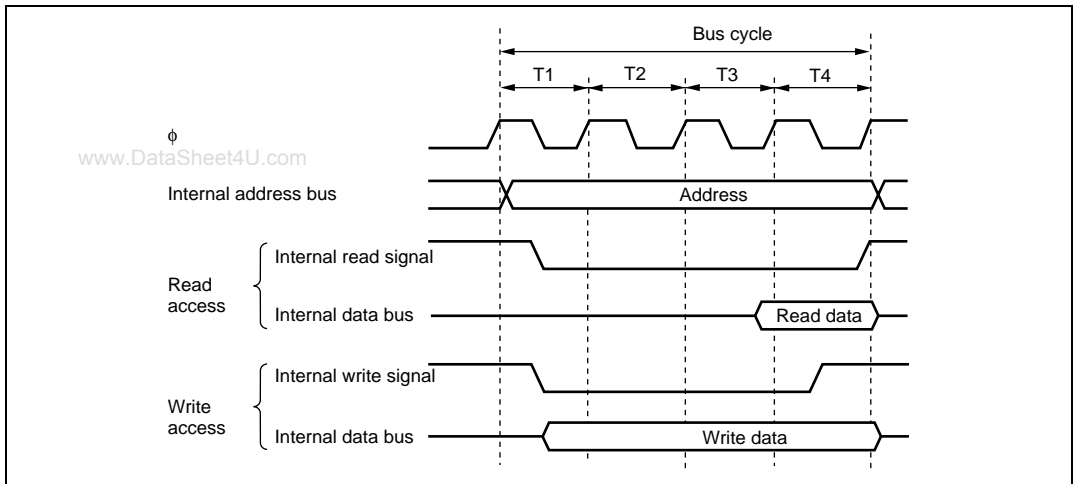 Bus cycle
T1 T2 T3 T4
ϕ
www.DataSheet4U.com
Internal address bus
Address
Internal read signal
Read
access
Internal data bus
Read data
Internal write signal
Write
access
Internal data bus
Write data